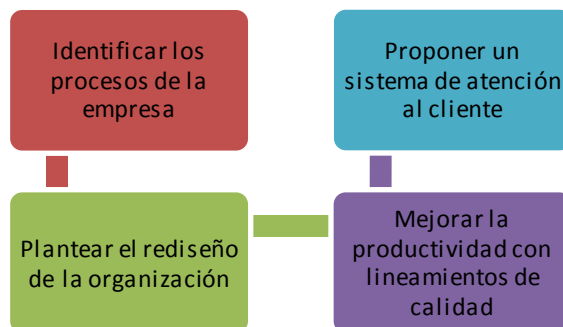 Identificar los
procesos de la
empresa
Proponer un
sistema de atención
al cliente
Plantear el rediseño
de la organización
Mejorar la
productividad con
lineamientos de
calidad